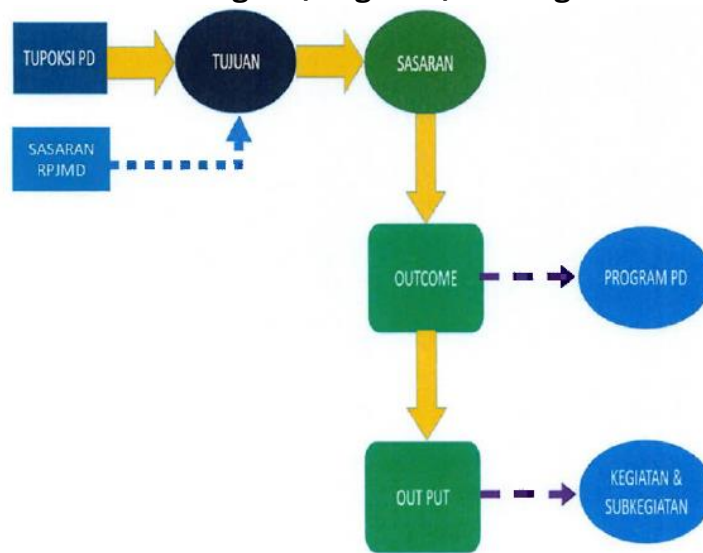 TUPOKSI PD
TUJUAN
SASARAN
SASARAN
RPJMD
OUTCOME
PROGRAM PD
OUT PUT
KEGIATAN &
SUBKEGIATAN